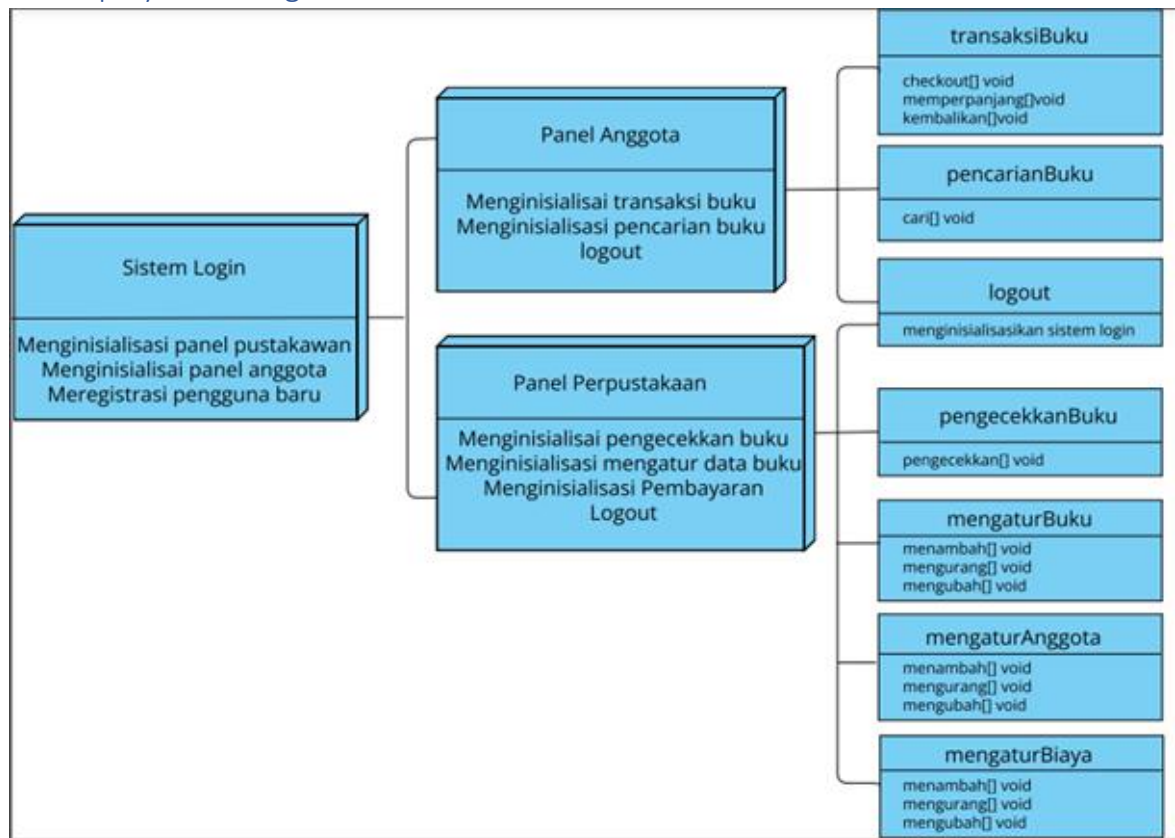 Sistem Login
Menginisialisasi panel pustakawan
Menginisialisai panel anggota
Meregistrasi pengguna baru
Panel Anggota
Menginisialisai transaksi buku
Menginisialisasi pencarian buku
logout
Panel Perpustakaan
Menginisialisai pengecekkan buku
Menginisialisasi mengatur data buku
Menginisialisasi Pembayaran
Logout
transaksiBuku
checkout[] void
memperpanjang[]void
kembalikan[]void
pencarianBuku
cari[] void
logout
menginisialisasikan sistem login
pengecekkanBuku
pengecekkan[] void
mengaturBuku
menambah[] void
mengurang[] void
mengubah[] void
mengaturAnggota
menambah[] void
mengurang[] void
mengubah[] void
mengaturBiaya
menambah[] void
mengurang[] void
mengubah[] void